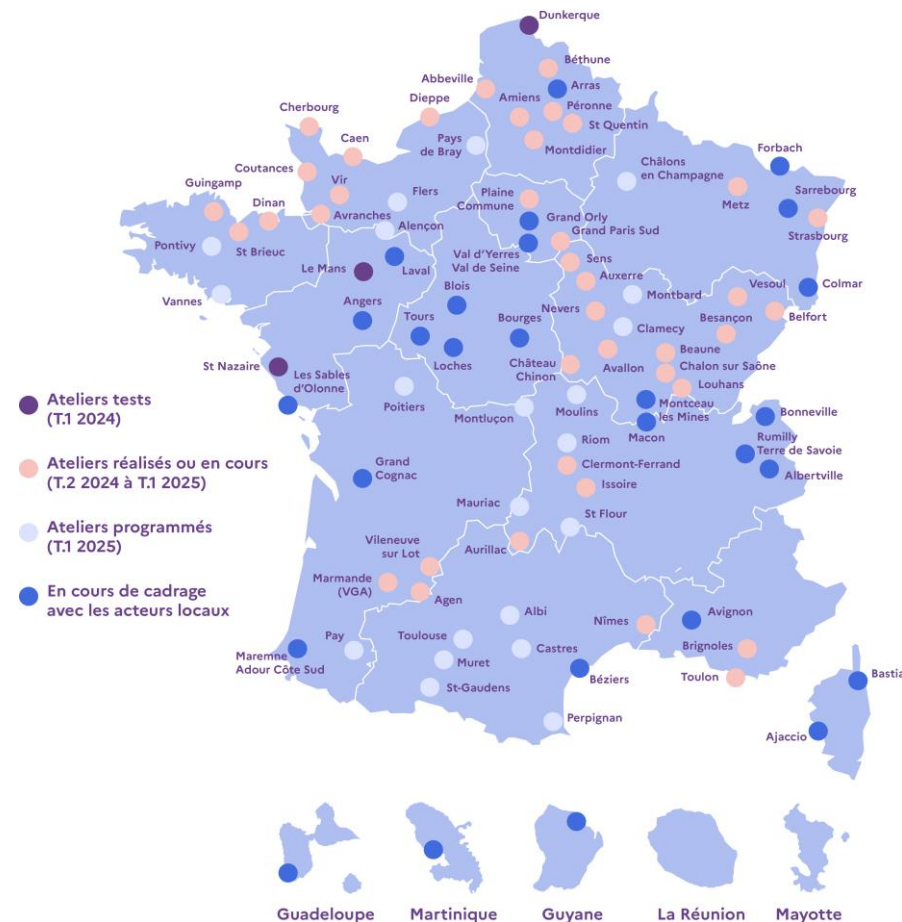 Dunkerque
Béthune
Abbeville
Arras
Amiens
Dieppe
Péronne
Cherbourg
St Quentin
Caen
Pays
de Bray
Montdidier
Forbach
Coutances
Châlons
en Champagne
Vir
Flers
Plaine
Commune
Sarrebourg
Guingamp
Metz
Dinan
Avranches
Grand Orly
Alençon
Grand Paris Sud
Strasbourg
Pontivy
St Brieuc
Val d'Yerres
Val de Seine
Sens
Le Mans
Laval
Auxerre
Vesoul
Colmar
Blois
Vannes
Montbard
Angers
Nevers
Tours
Bourges
Besançon
Belfort
Clamecy
Beaune
St Nazaire
Château
Chinon
Avallon
Chalon sur Saône
Loches
Les Sables
d'Olonne
Louhans
Poitiers
Moulins
Montceau
les Mines
Bonneville
Montluçon
Macon
Rumilly
Terre de Savoie
Riom
Grand
Cognac
Clermont-Ferrand
Albertville
Issoire
Mauriac
St Flour
Vileneuve
sur Lot
Aurillac
Marmande
(VGA)
Agen
Albi
Nîmes
Avignon
Pay
Toulouse
Castres
Brignoles
Maremne
Adour Côte Sud
Muret
Béziers
Toulon
Bastia
St-Gaudens
Perpignan
Ajaccio
Ateliers tests
(T.1 2024)
Ateliers réalisés ou en cours
(T.2 2024 à T.1 2025)
Ateliers programmés
(T.1 2025)
En cours de cadrage
avec les acteurs locaux
Guadeloupe
Martinique
Guyane
La Réunion
Mayotte